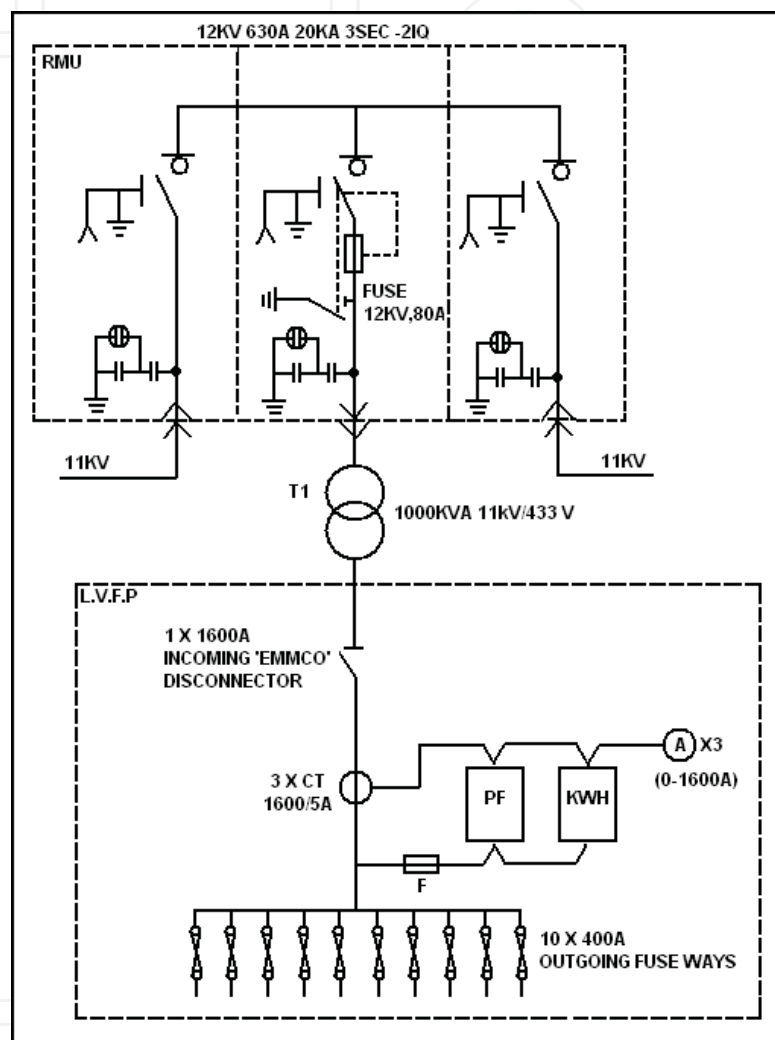 12KV 630A 20KA 3SEC -2IQ
RMU
FUSE
12KV,80A
11KV
11KV
T1
1000KVA 11kV/433 V
L.V.F.P
1 X 1600A
INCOMING 'EMMCO'
DISCONNECTOR
3 X CT
1600/5A
PF
KWH
A X3
(0-1600A)
F
10 X 400A
OUTGOING FUSE WAYS